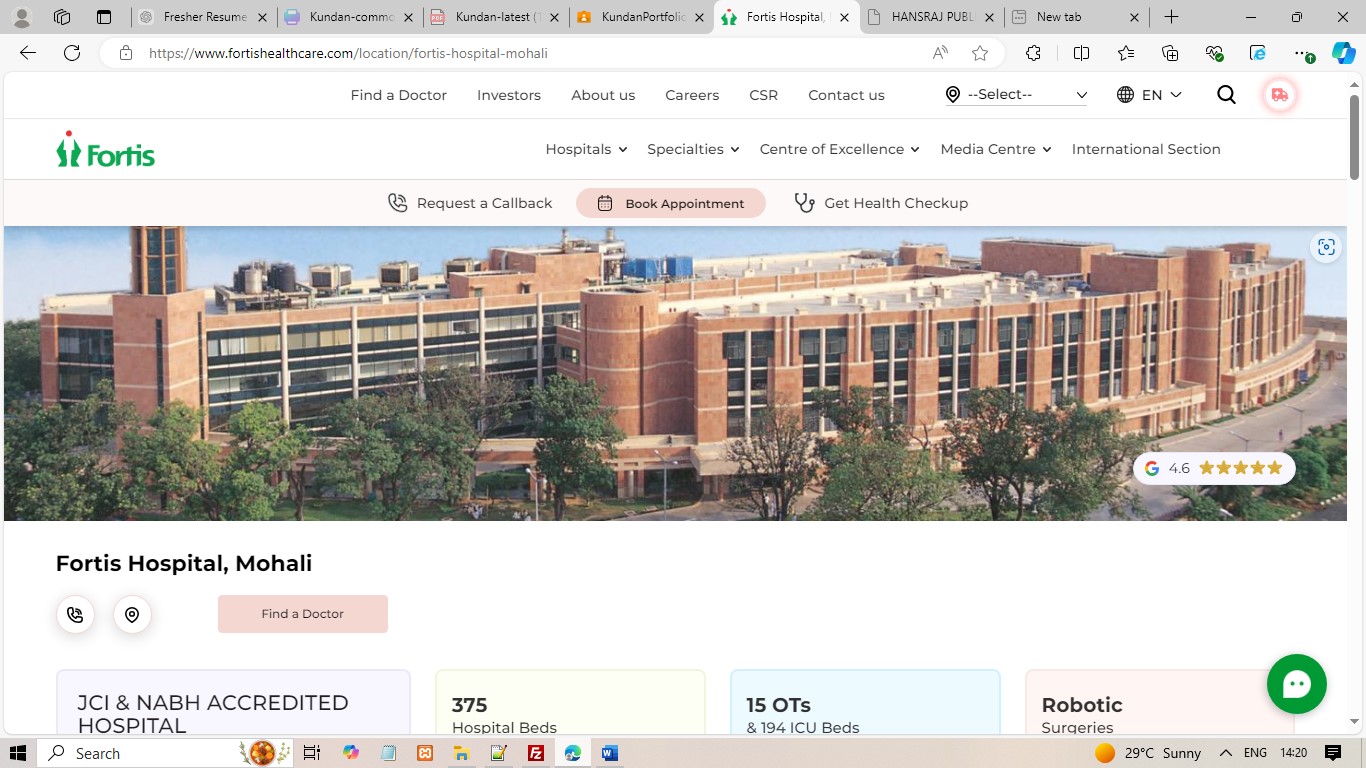 Fresher Resume
Kundan-commo
Kundan-latest (1
KundanPortfolio
Fortis Hospital,
HANSRAJ PUBL
New tab
https://www.fortishealthcare.com/location/fortis-hospital-mohali
Find a Doctor Investors About us Careers CSR Contact us --Select-- EN
Fortis
Hospitals Specialties Centre of Excellence Media Centre International Section
Request a Callback Book Appointment Get Health Checkup
4.6
Fortis Hospital, Mohali
Find a Doctor
JCI & NABH ACCREDITED
HOSPITAL
375
Hospital Beds
15 OTs
& 194 ICU Beds
Robotic
Surgeries
Search
29°C Sunny ENG 14:20